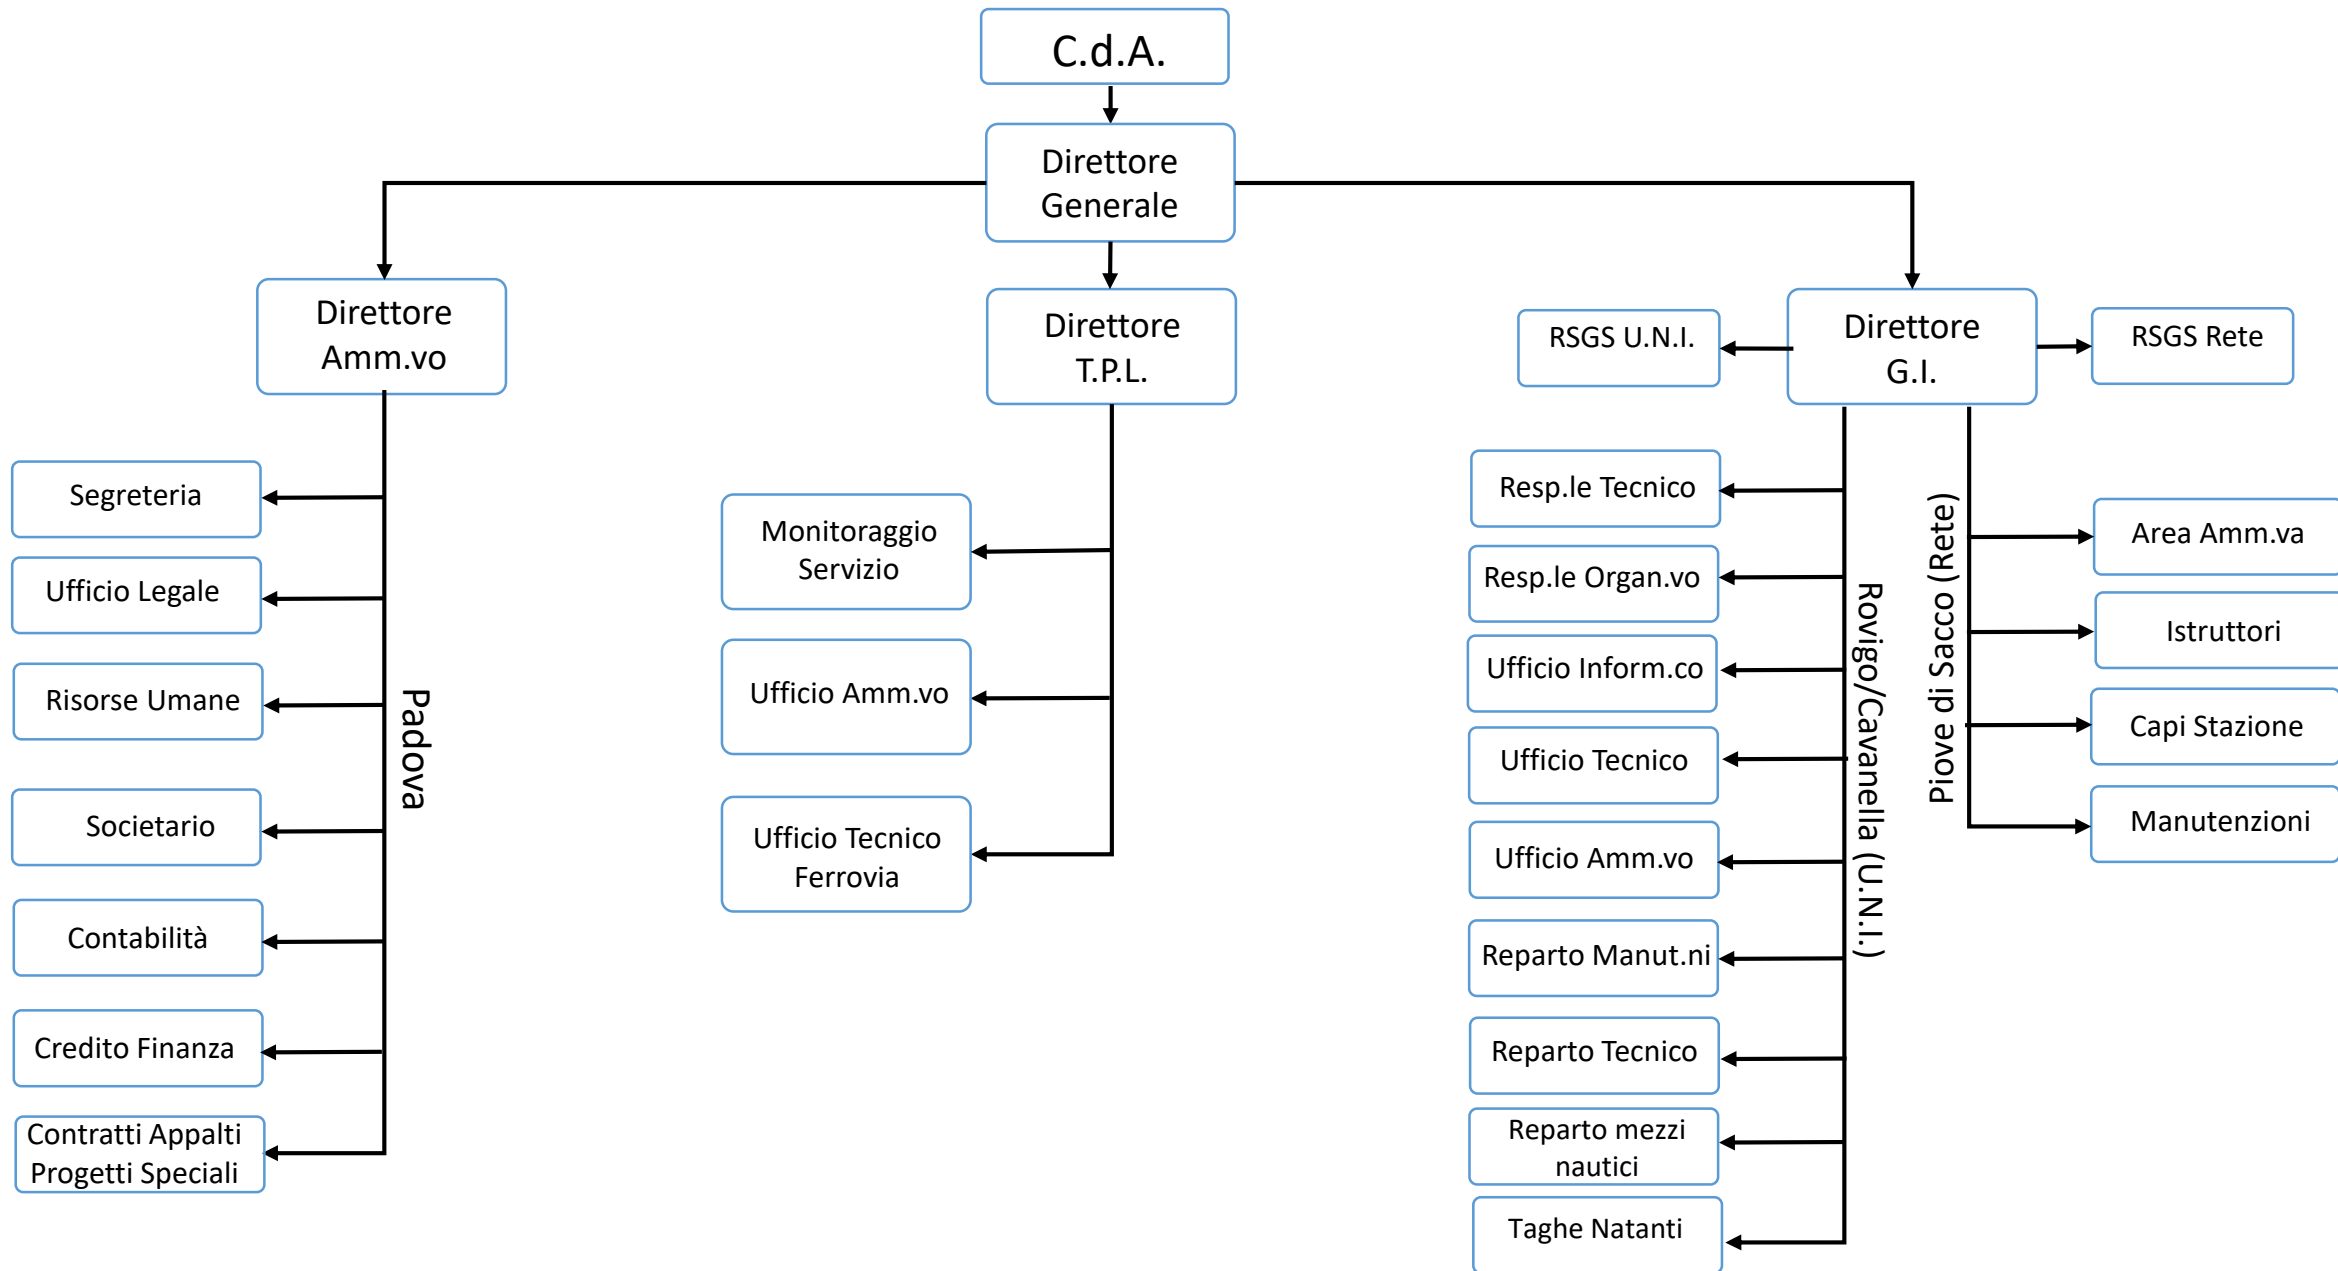 C.d.A.
Direttore
Generale
Direttore
Amm.vo
Direttore
T.P.L.
RSGS U.N.I.
Direttore
G.I.
RSGS Rete
Padova
Segreteria
Ufficio Legale
Risorse Umane
Societario
Contabilità
Credito Finanza
Contratti Appalti
Progetti Speciali
Monitoraggio
Servizio
Ufficio Amm.vo
Ufficio Tecnico
Ferrovia
Rovigo/Cavanella (U.N.I.)
Resp.le Tecnico
Resp.le Organ.vo
Ufficio Inform.co
Ufficio Tecnico
Ufficio Amm.vo
Reparto Manut.ni
Reparto Tecnico
Reparto mezzi
nautici
Taghe Natanti
Piove di Sacco (Rete)
Area Amm.va
Istruttori
Capi Stazione
Manutenzioni